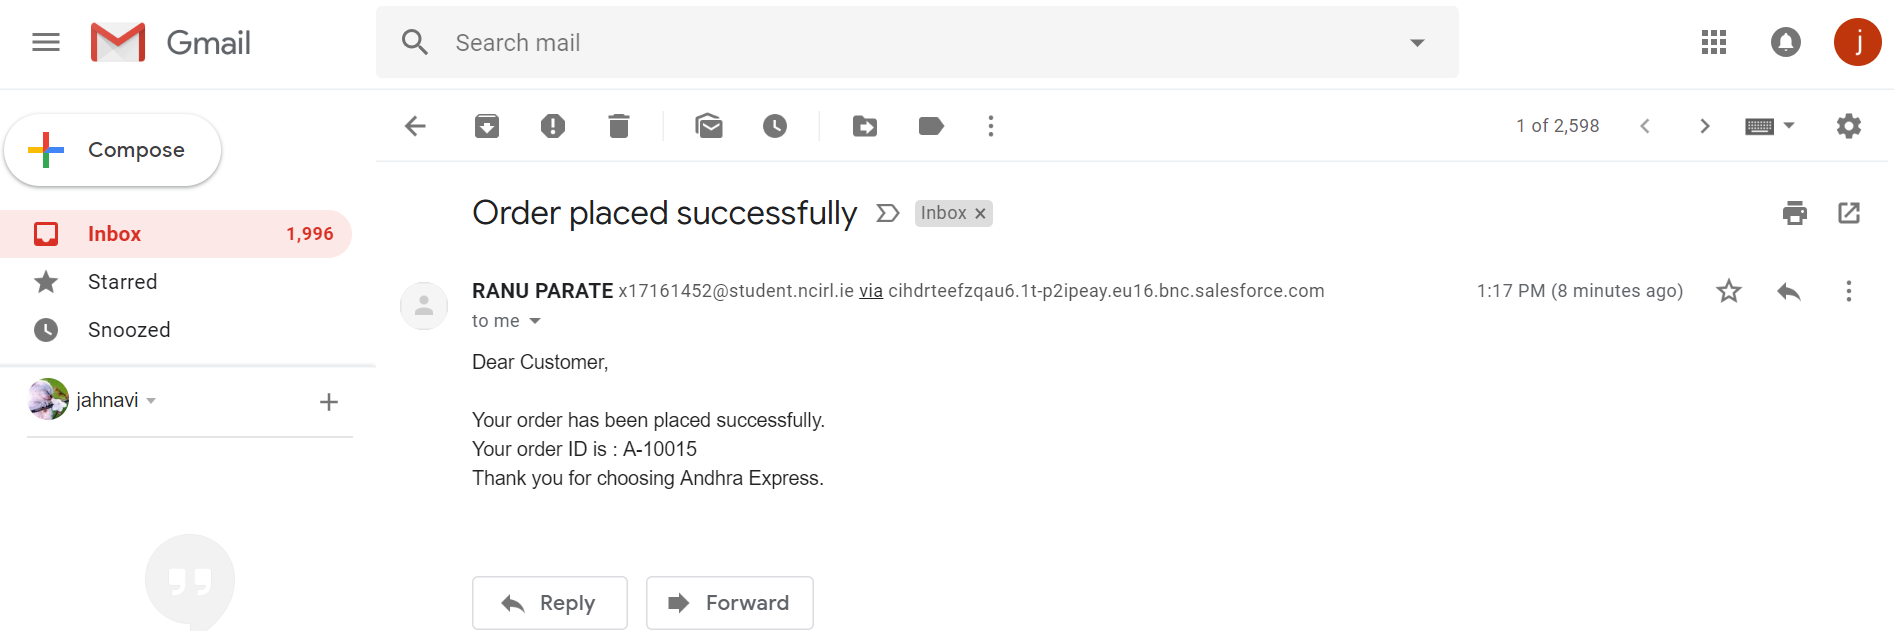 Gmail
Search mail
j
Compose
1 of 2,598
Order placed successfully
Inbox ×
Inbox 1,996
Starred
Snoozed
jahnavi
RANU PARATE x17161452@student.ncirl.ie via cihdrteefzqau6.1t-p2ipeay.eu16.bnc.salesforce.com 1:17 PM (8 minutes ago)
to me
Dear Customer,
Your order has been placed successfully.
Your order ID is : A-10015
Thank you for choosing Andhra Express.
Reply
Forward